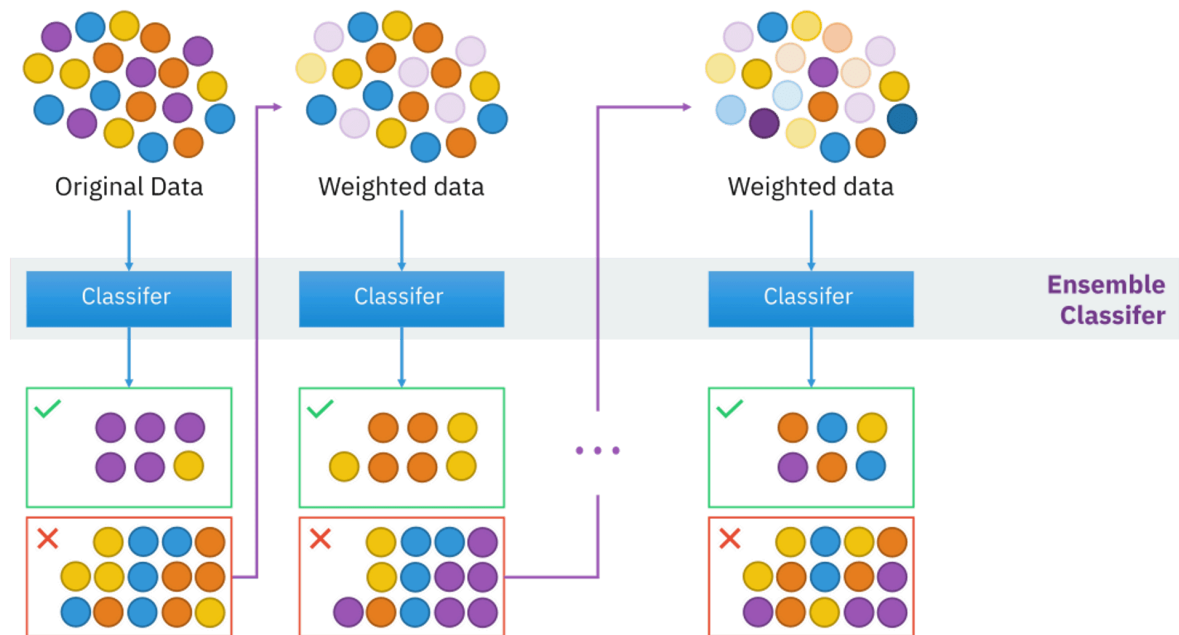 Original Data
Weighted data
Weighted data
Classifer
Classifer
Classifer
Ensemble
Classifer